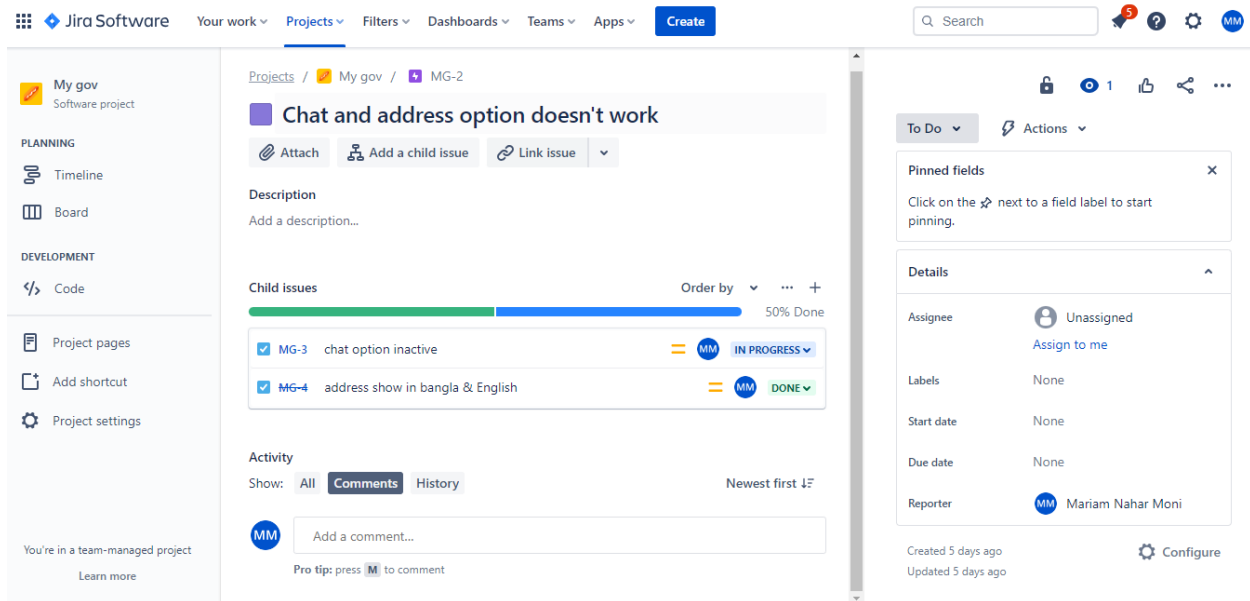 Jira Software Your work Projects Filters Dashboards Teams Apps Create Search 5 MM
My gov
Software project
PLANNING
Timeline
Board
DEVELOPMENT
Code
Project pages
Add shortcut
Project settings
You're in a team-managed project
Learn more
Projects / My gov / MG-2
Chat and address option doesn't work
Attach Add a child issue Link issue
Description
Add a description...
Child issues Order by
50% Done
MG-3 chat option inactive MM IN PROGRESS
MG-4 address show in bangla & English MM DONE
Activity
Show: All Comments History Newest first
MM Add a comment...
Pro tip: press M to comment
1
To Do Actions
Pinned fields
Click on the next to a field label to start
pinning.
Details
Assignee Unassigned
Assign to me
Labels None
Start date None
Due date None
Reporter MM Mariam Nahar Moni
Created 5 days ago Configure
Updated 5 days ago